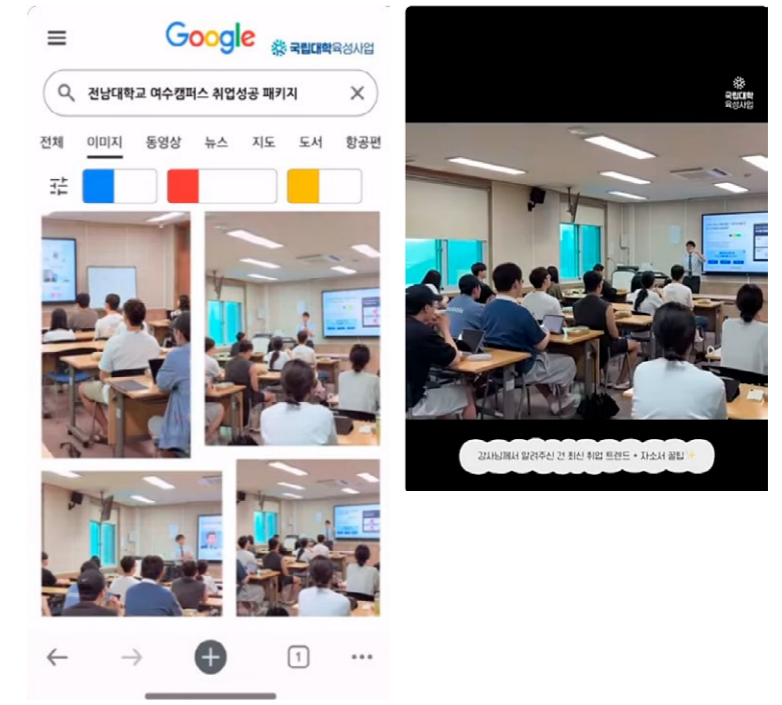 Google
국립대학육성사업
전남대학교 여수캠퍼스 취업성공 패키지
전체 이미지 동영상 뉴스 지도 도서 항공편
1
국립대학
육성사업
강사님께서 알려주신 건 최신 취업 트렌드 + 자소서 꿀팁